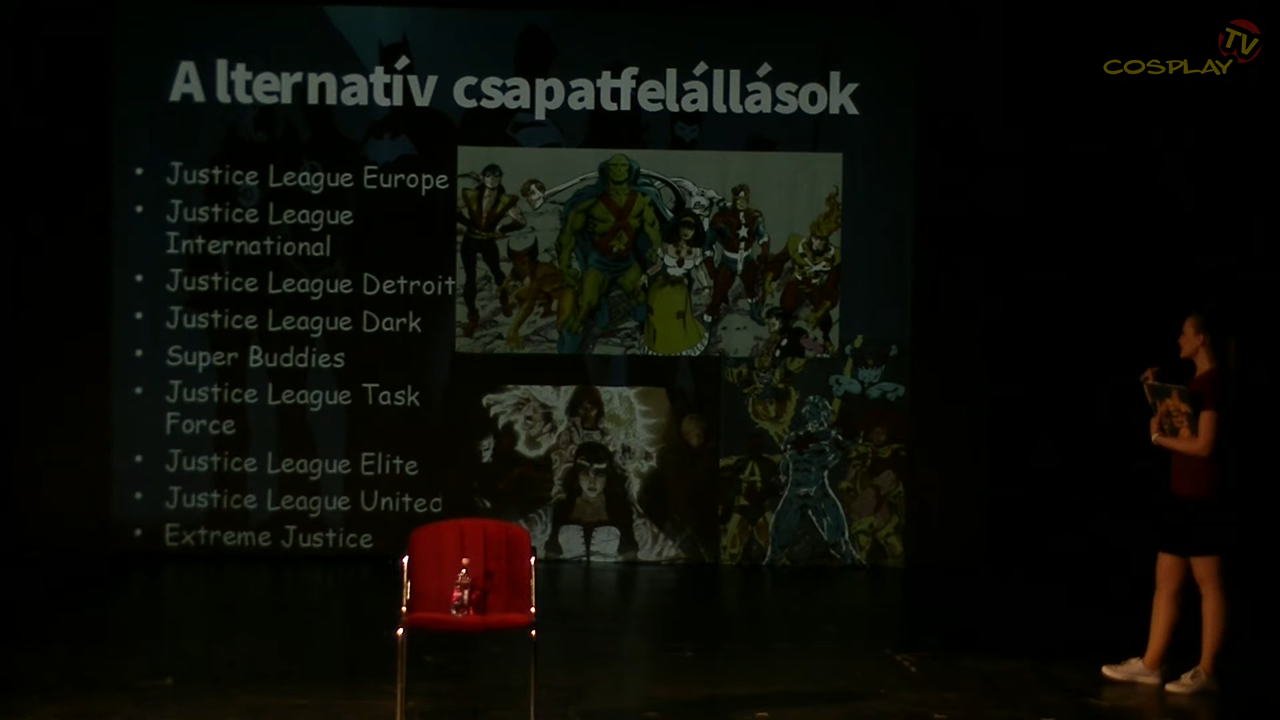 TV
COSPLAY
Alternatív csapatfelállások
• Justice League Europe
• Justice League
International
• Justice League Detroit
• Justice League Dark
• Super Buddies
• Justice League Task
Force
• Justice League Elite
• Justice League United
• Extreme Justice